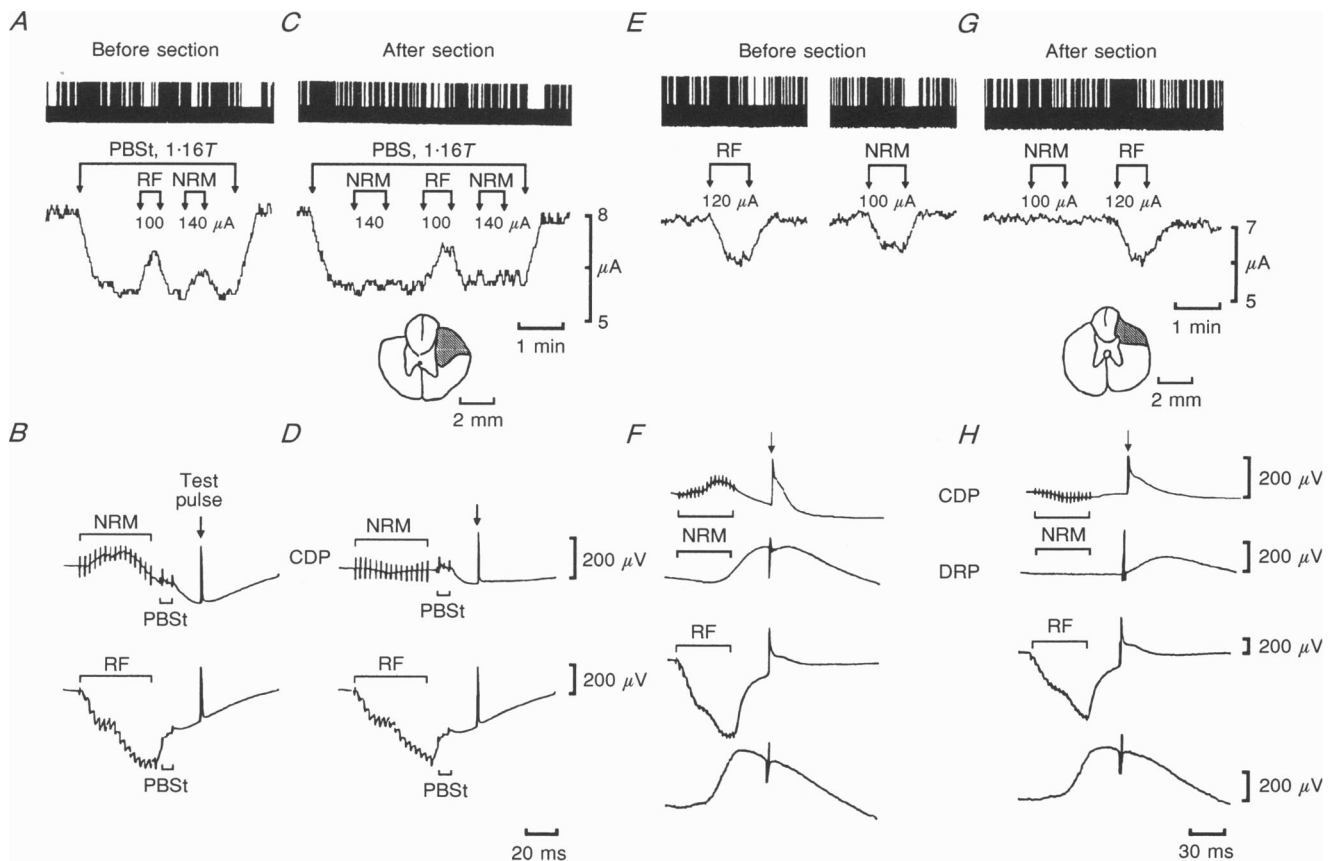 A
Before section
PBSt, 1·16T
RF
NRM
100
140 μA
C
After section
PBS, 1·16T
NRM
RF
NRM
140
100
140 μA
8
μA
5
1 min
2 mm
E
Before section
RF
120 μA
NRM
100 μA
G
After section
NRM
RF
100 μA
120 μA
7
μA
5
1 min
2 mm
B
Test
pulse
NRM
PBSt
RF
PBSt
D
NRM
CDP
PBSt
200 μV
RF
PBSt
200 μV
20 ms
F
NRM
RF
H
CDP
200 μV
NRM
DRP
200 μV
RF
200 μV
200 μV
30 ms